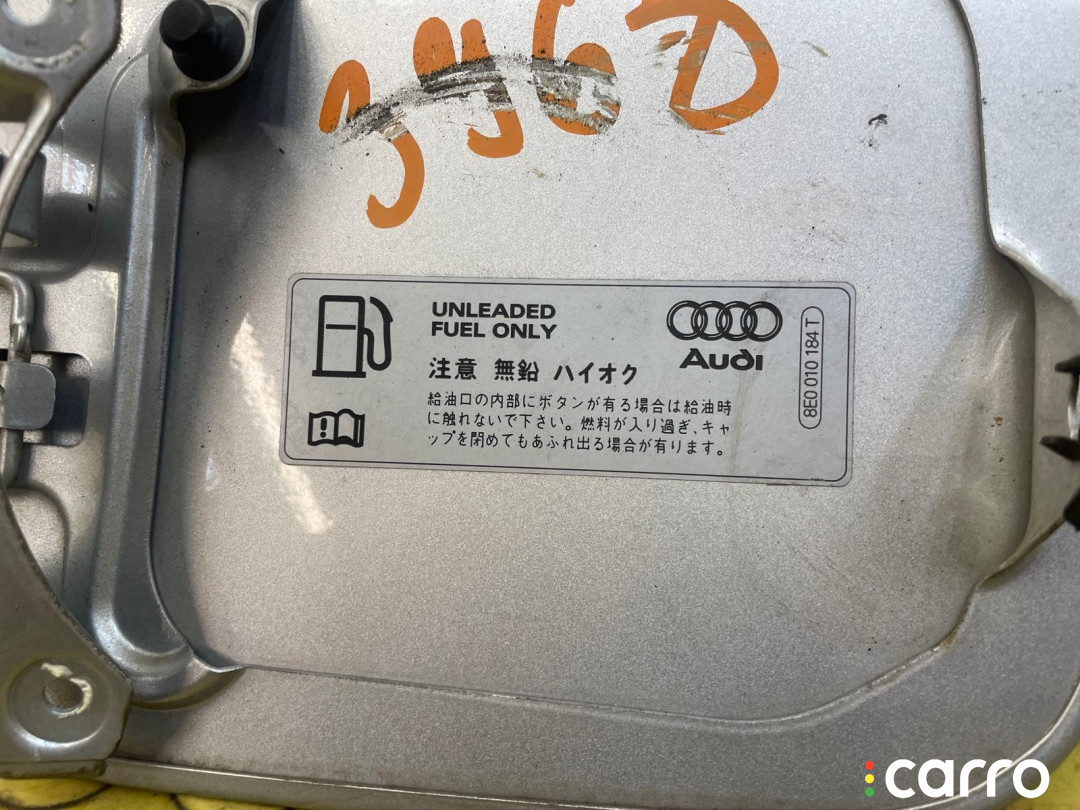 3467D
UNLEADED
FUEL ONLY
注意 無鉛 ハイオク
給油口の内部にボタンが有る場合は給油時
に触れないで下さい。燃料が入り過ぎ、キャ
ップを閉めてもあふれ出る場合が有ります。
Audi
8E0 010 184 T
carro